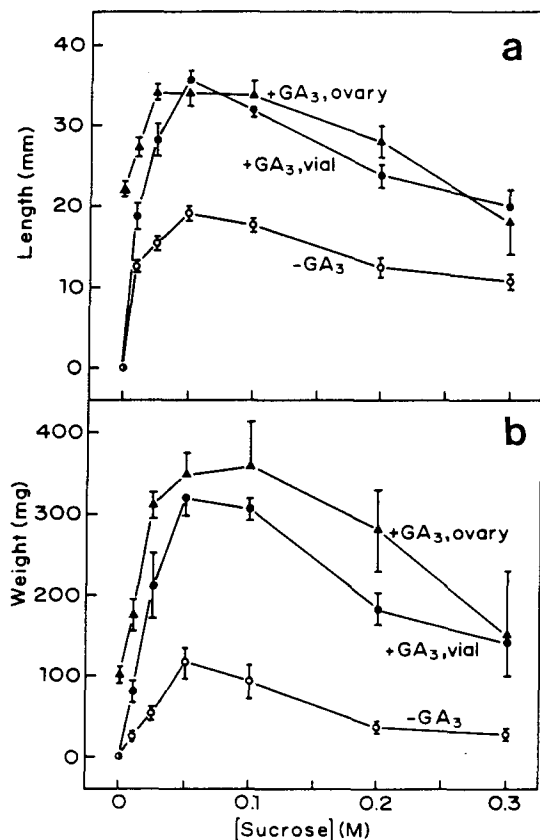 a
40
30
20
10
0
Length (mm)
+GA3, ovary
+GA3, vial
-GA3
b
400
300
200
100
0
Weight (mg)
+GA3, ovary
+GA3, vial
-GA3
0 0.1 0.2 0.3
[Sucrose] (M)